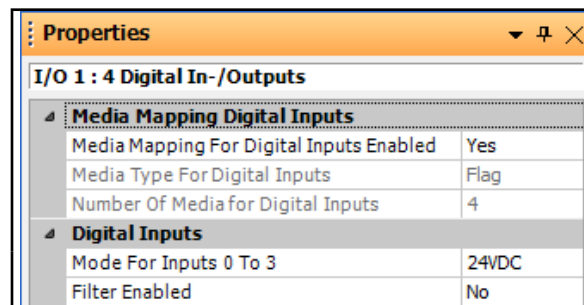 Properties
I/O 1 : 4 Digital In-/Outputs
Media Mapping Digital Inputs
Media Mapping For Digital Inputs Enabled Yes
Media Type For Digital Inputs Flag
Number Of Media for Digital Inputs 4
Digital Inputs
Mode For Inputs 0 To 3 24VDC
Filter Enabled No